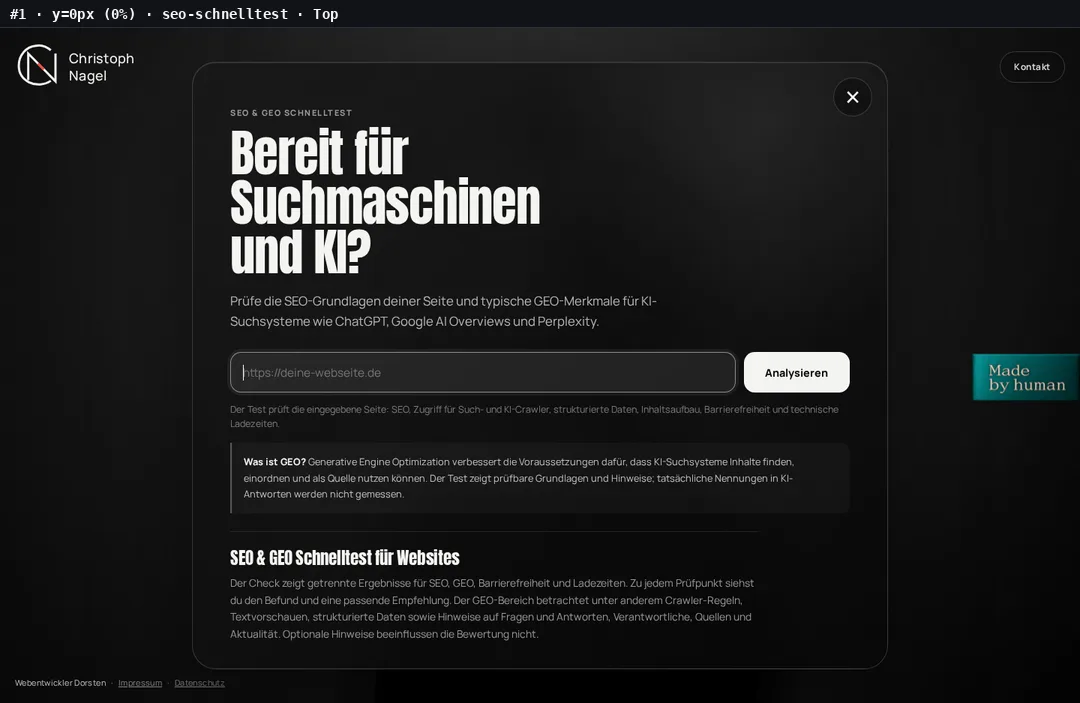 #1 · y=0px (0%) · seo-schnelltest · Top
Christoph
Nagel
Kontakt
SEO & GEO SCHNELLTEST
Bereit für
Suchmaschinen
und KI?
Prüfe die SEO-Grundlagen deiner Seite und typische GEO-Merkmale für KI-
Suchsysteme wie ChatGPT, Google AI Overviews und Perplexity.
https://deine-webseite.de
Analysieren
Made
by human
Der Test prüft die eingegebene Seite: SEO, Zugriff für Such- und KI-Crawler, strukturierte Daten, Inhaltsaufbau, Barrierefreiheit und technische
Ladezeiten.
Was ist GEO? Generative Engine Optimization verbessert die Voraussetzungen dafür, dass KI-Suchsysteme Inhalte finden,
einordnen und als Quelle nutzen können. Der Test zeigt prüfbare Grundlagen und Hinweise; tatsächliche Nennungen in KI-
Antworten werden nicht gemessen.
SEO & GEO Schnelltest für Websites
Der Check zeigt getrennte Ergebnisse für SEO, GEO, Barrierefreiheit und Ladezeiten. Zu jedem Prüfpunkt siehst
du den Befund und eine passende Empfehlung. Der GEO-Bereich betrachtet unter anderem Crawler-Regeln,
Textvorschauen, strukturierte Daten sowie Hinweise auf Fragen und Antworten, Verantwortliche, Quellen und
Aktualität. Optionale Hinweise beeinflussen die Bewertung nicht.
Webentwickler Dorsten · Impressum · Datenschutz